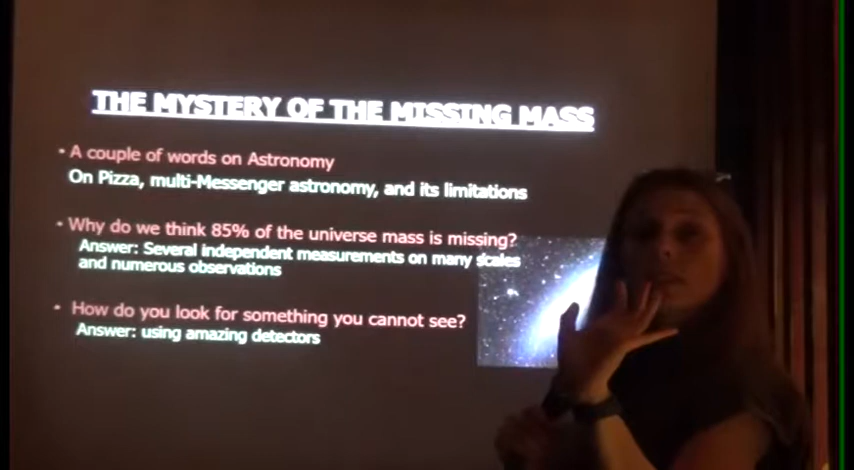 THE MYSTERY OF THE MISSING MASS
• A couple of words on Astronomy
On Pizza, multi-Messenger astronomy, and its limitations
• Why do we think 85% of the universe mass is missing?
Answer: Several independent measurements on many scales
and numerous observations
• How do you look for something you cannot see?
Answer: using amazing detectors